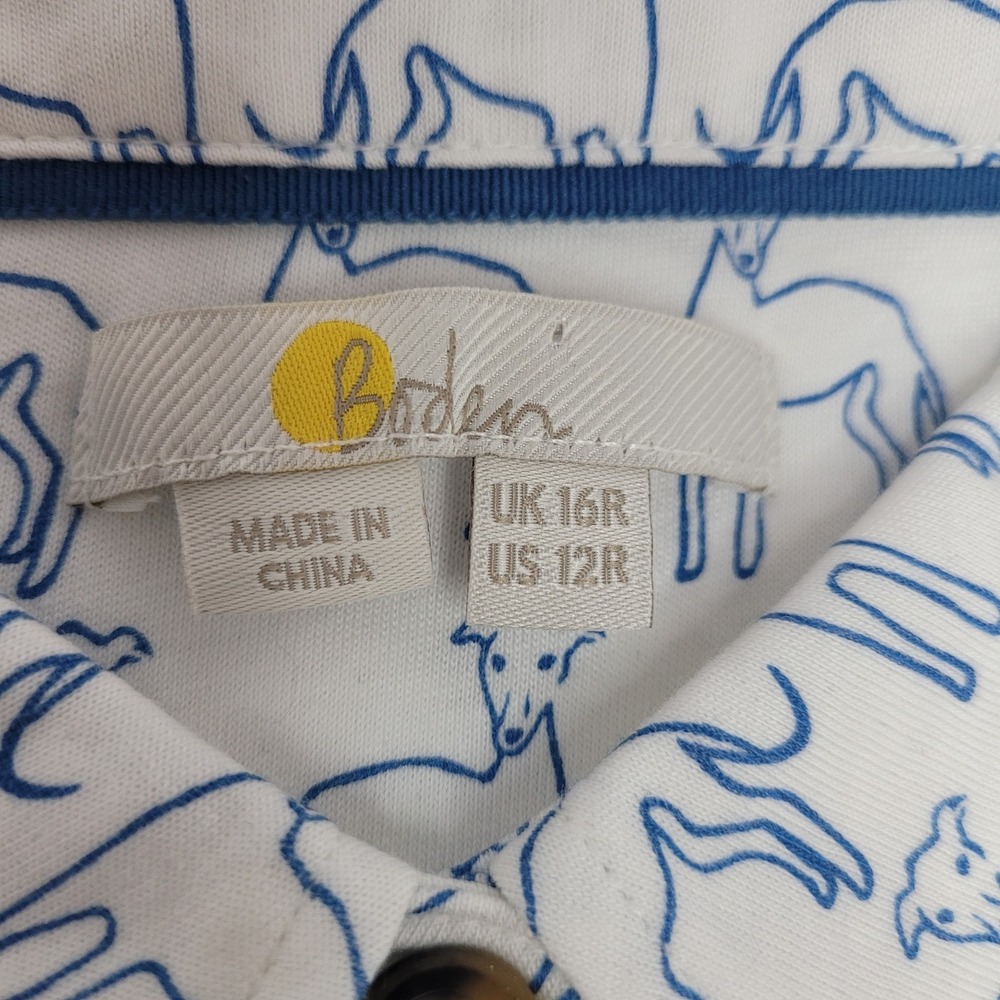 Boden
MADE IN
CHINA
UK 16R
US 12R